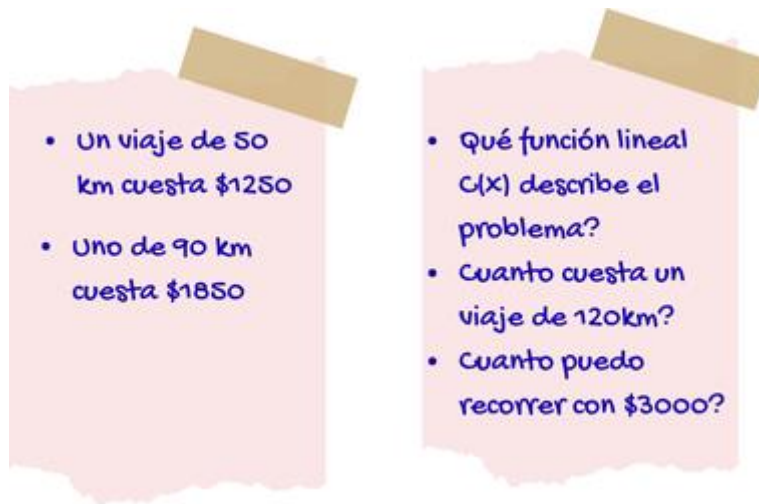 • Un viaje de 50
km cuesta $1250
• Uno de 90 km
cuesta $1850
• Qué función lineal
C(X) describe el
problema?
• Cuanto cuesta un
viaje de 120km?
• Cuanto puedo
recorrer con $3000?